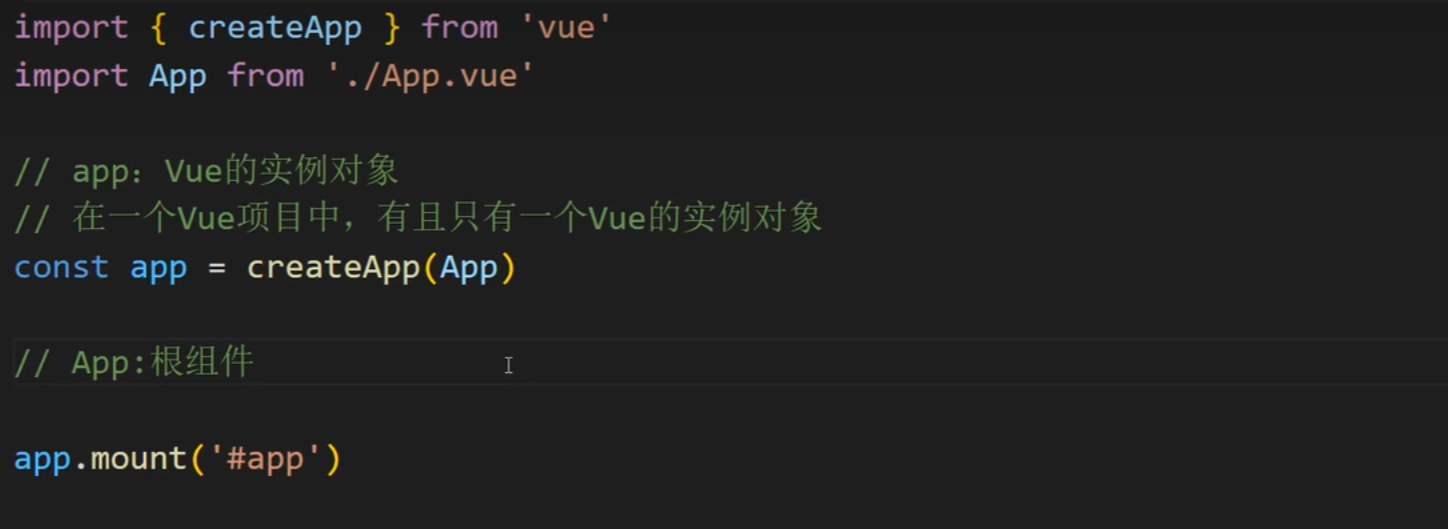 import { createApp } from 'vue'
import App from './App.vue'
// app: Vue的实例对象
// 在一个Vue项目中，有且只有一个Vue的实例对象
const app = createApp(App)
// App:根组件
app.mount('#app')